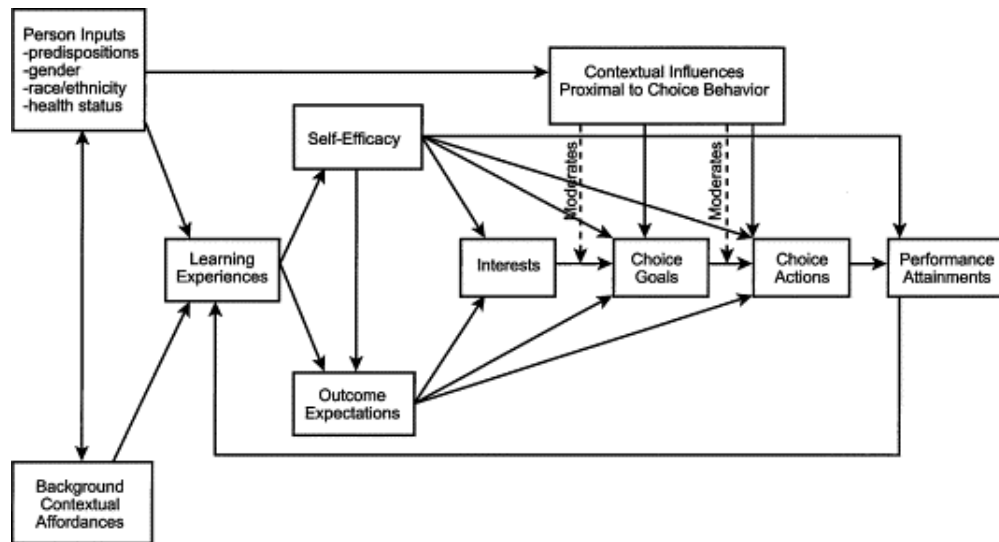 Person Inputs
-predispositions
-gender
-race/ethnicity
-health status
Contextual Influences
Proximal to Choice Behavior
Self-Efficacy
Moderates
Moderates
Learning
Experiences
Interests
Choice
Goals
Choice
Actions
Performance
Attainments
Outcome
Expectations
Background
Contextual
Affordances